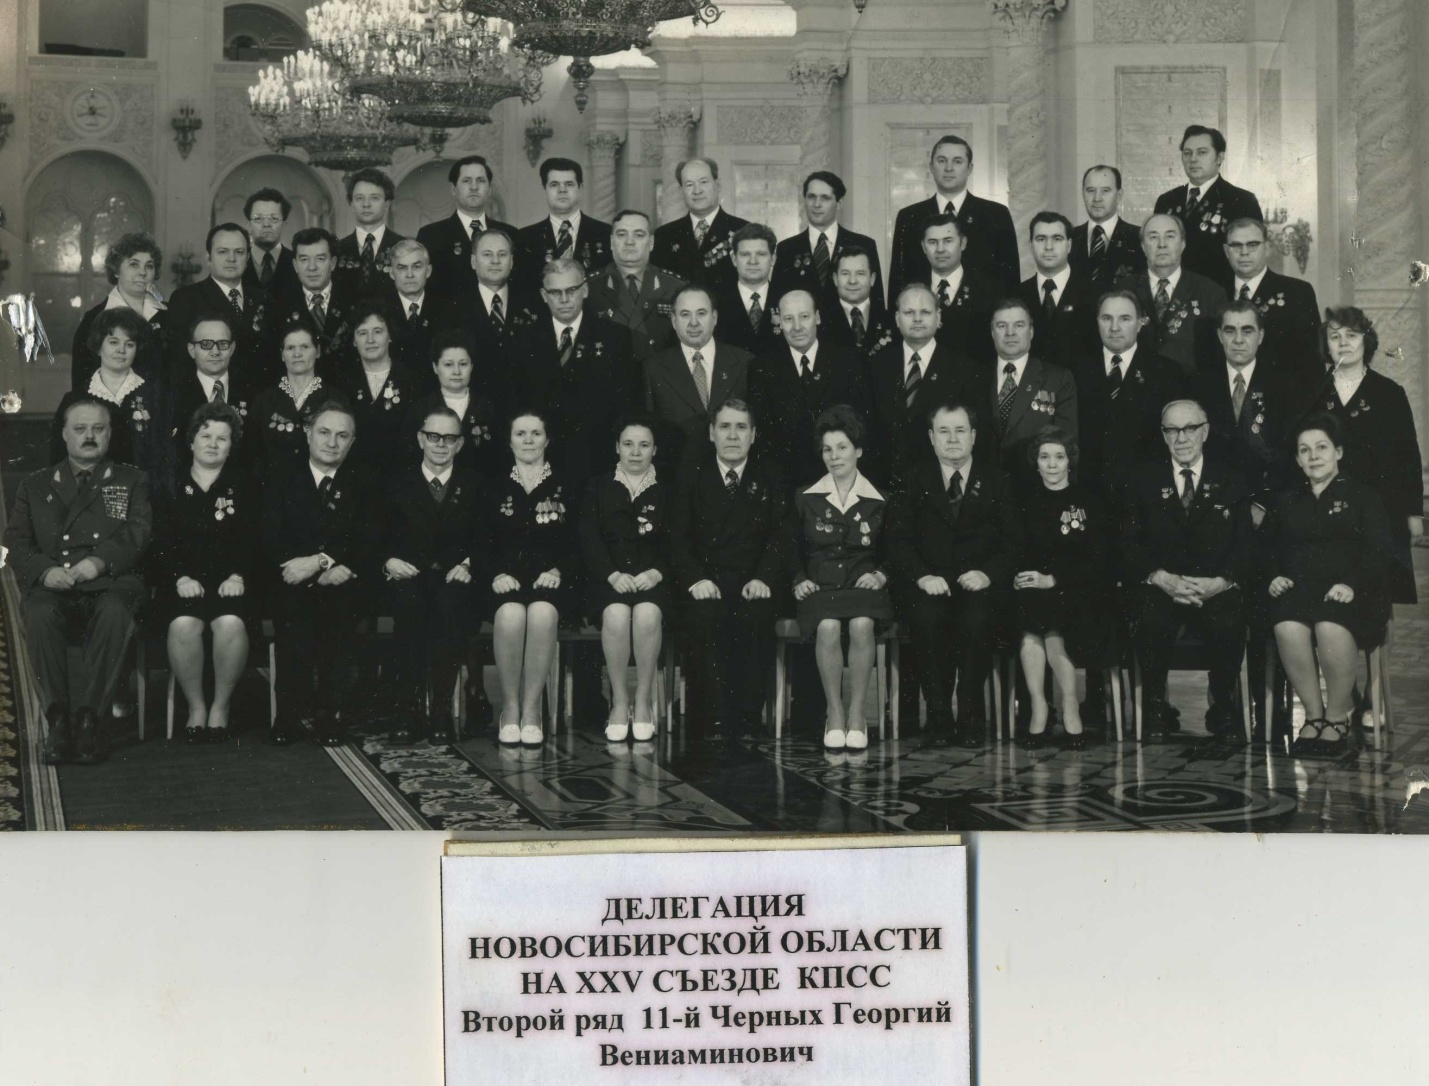 ДЕЛЕГАЦИЯ
НОВОСИБИРСКОЙ ОБЛАСТИ
НА XXV СЪЕЗДЕ КПСС
Второй ряд 11-й Черных Георгий
Вениаминович